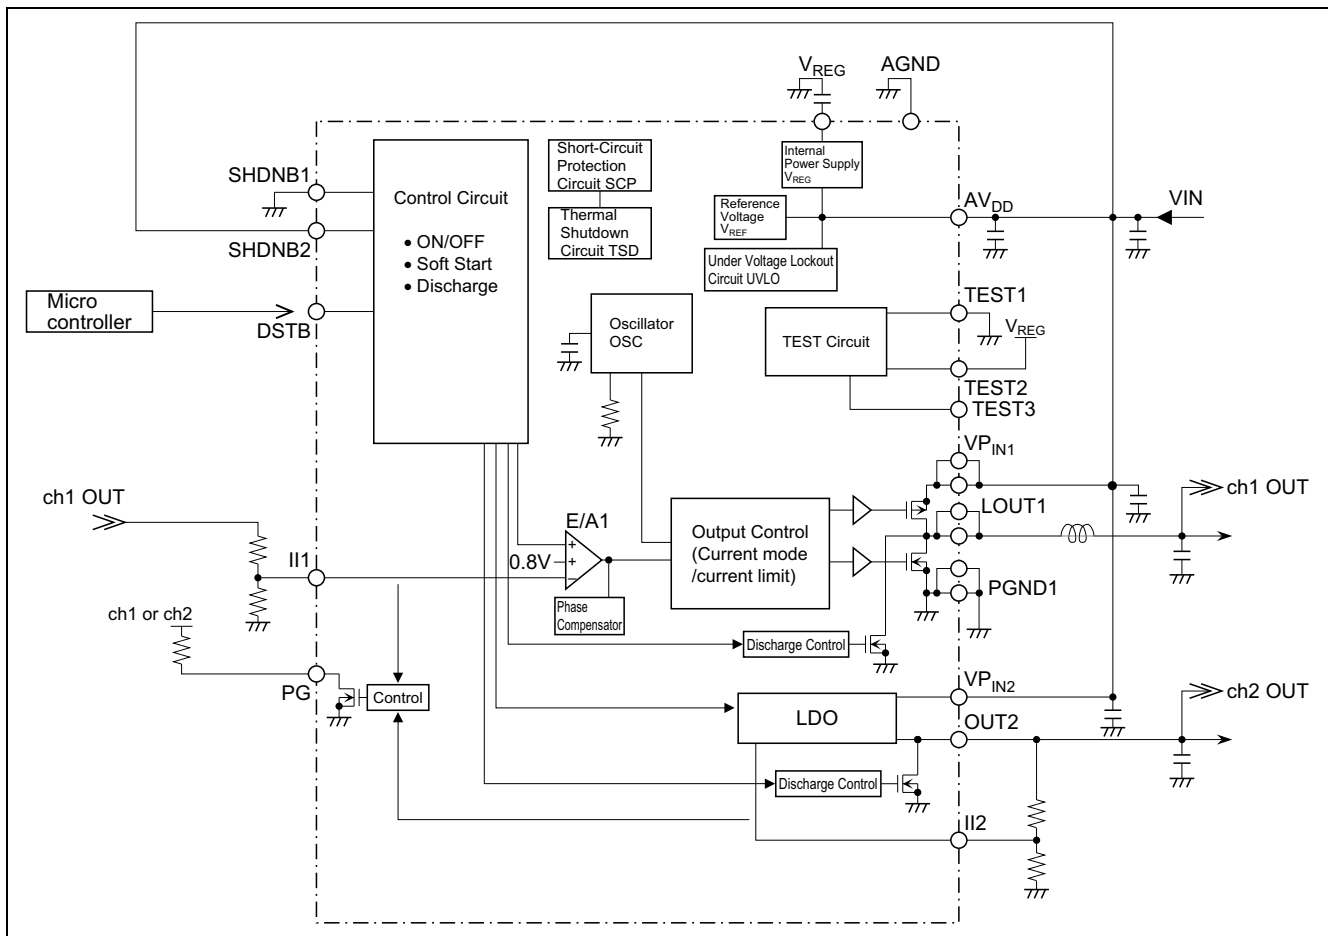 VREG
AGND
Short-Circuit
Protection
Circuit SCP
Internal
Power Supply
VREG
SHDNB1
Control Circuit
Reference
Voltage
VREF
AVDD
VIN
Thermal
Shutdown
Circuit TSD
SHDNB2
• ON/OFF
• Soft Start
• Discharge
Under Voltage Lockout
Circuit UVLO
Micro
controller
DSTB
TEST1
Oscillator
OSC
TEST Circuit
VREG
TEST2
TEST3
VPIN1
ch1 OUT
ch1 OUT
LOUT1
E/A1
Output Control
(Current mode
/current limit)
+
0.8V
+
−
II1
PGND1
Phase
Compensator
ch1 or ch2
Discharge Control
PG
Control
VPIN2
ch2 OUT
LDO
OUT2
Discharge Control
II2